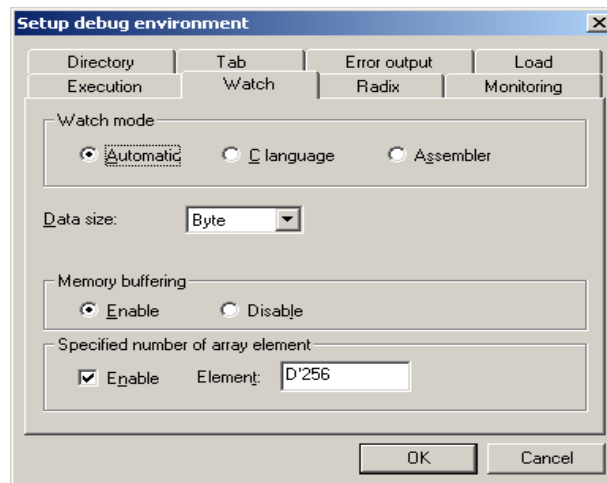 Setup debug environment
Directory Tab Error output Load
Execution Watch Radix Monitoring
Watch mode
Automatic C language Assembler
Data size: Byte
Memory buffering
Enable Disable
Specified number of array element
Enable Element: D'256
OK Cancel